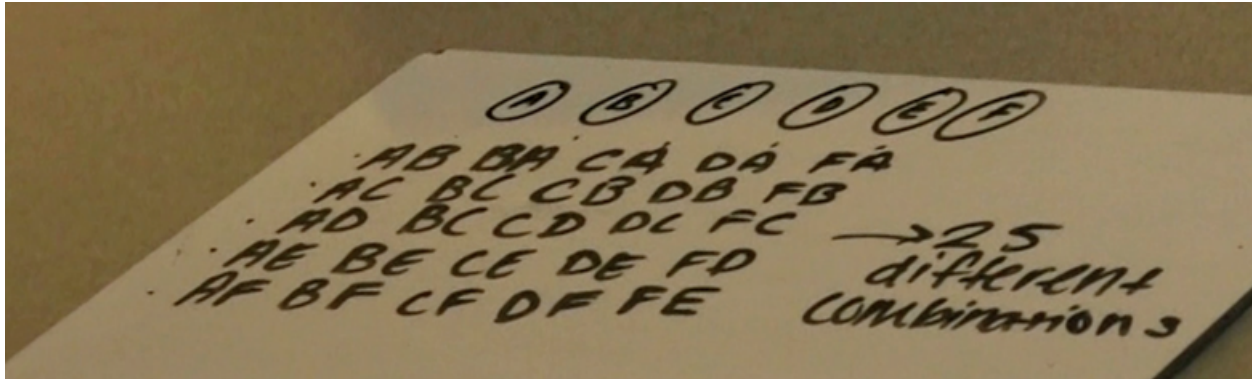 A B C D E F
AB BA CA DA FA
AC BC CB DB FB
AD BC CD DC FC
AE BE CE DE FD
AF BF CF DF FE
→ 25
different
combinations